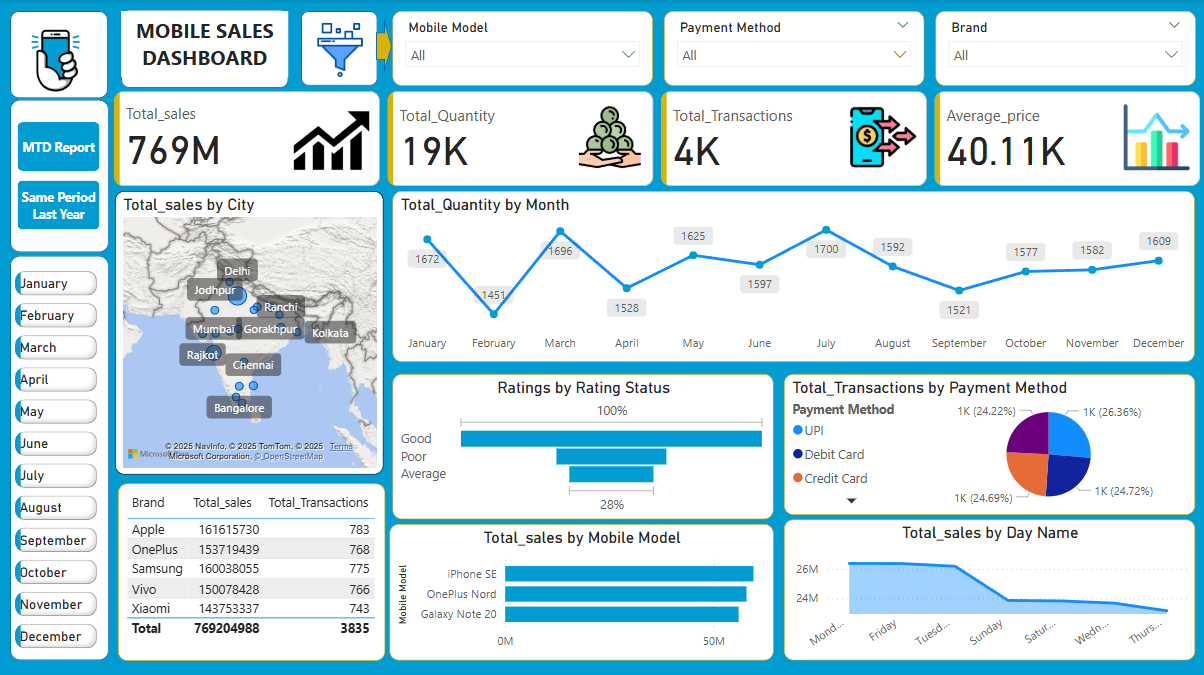 MOBILE SALES
DASHBOARD
Mobile Model
All
Payment Method
All
Brand
All
MTD Report
Same Period
Last Year
Total_sales
769M
Total_Quantity
19K
Total_Transactions
4K
Average_price
40.11K
January
February
March
April
May
June
July
August
September
October
November
December
Total_sales by City
Delhi
Jodhpur
Ranchi
Mumbai
Gorakhpur
Kolkata
Rajkot
Chennai
Bangalore
© 2025 NavInfo, © 2025 TomTom, © 2025 Terms
Microsoft Corporation, © OpenStreetMap
Total_Quantity by Month
1672
1451
1696
1528
1625
1597
1700
1592
1521
1577
1582
1609
January February March April May June July August September October November December
Brand Total_sales Total_Transactions
Apple 161615730 783
OnePlus 153719439 768
Samsung 160038055 775
Vivo 150078428 766
Xiaomi 143753337 743
Total 769204988 3835
Ratings by Rating Status
100%
Good
Poor
Average
28%
Total_Transactions by Payment Method
Payment Method
UPI
Debit Card
Credit Card
1K (24.22%)
1K (26.36%)
1K (24.69%)
1K (24.72%)
Total_sales by Mobile Model
Mobile Model
iPhone SE
OnePlus Nord
Galaxy Note 20
0M 50M
Total_sales by Day Name
26M
24M
Mond... Friday Tuesd... Sunday Satur... Wedn... Thurs...